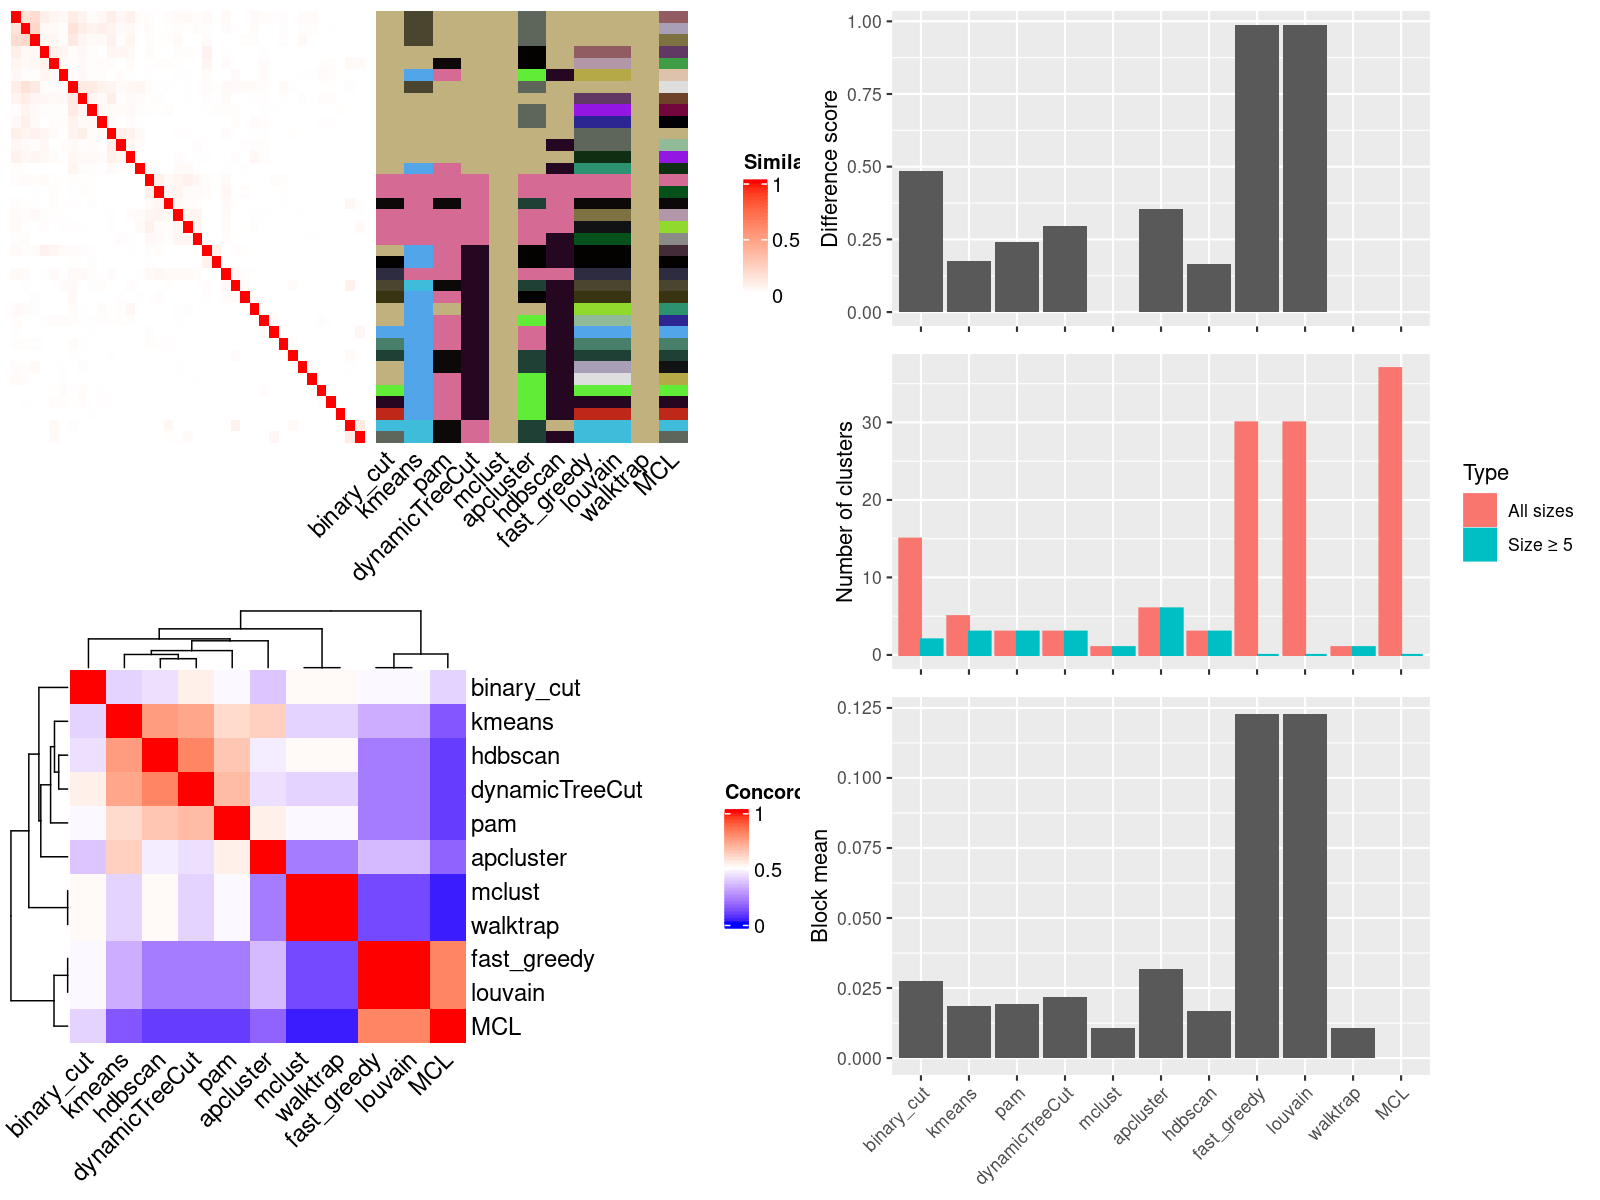 Simila
1
0.5
0
binary_cut
kmeans
pam
dynamicTreeCut
mclust
apcluster
hdbscan
fast_greedy
louvain
walktrap
MCL
binary_cut
kmeans
hdbscan
dynamicTreeCut
pam
apcluster
mclust
walktrap
fast_greedy
louvain
MCL
Concord
1
0.5
0
binary_cut
kmeans
hdbscan
dynamicTreeCut
pam
apcluster
mclust
walktrap
fast_greedy
louvain
MCL
Difference score
1.00
0.75
0.50
0.25
0.00
Number of clusters
30
20
10
0
Type
All sizes
Size ≥ 5
Block mean
0.125
0.100
0.075
0.050
0.025
0.000
binary_cut
kmeans
pam
dynamicTreeCut
mclust
apcluster
hdbscan
fast_greedy
louvain
walktrap
MCL